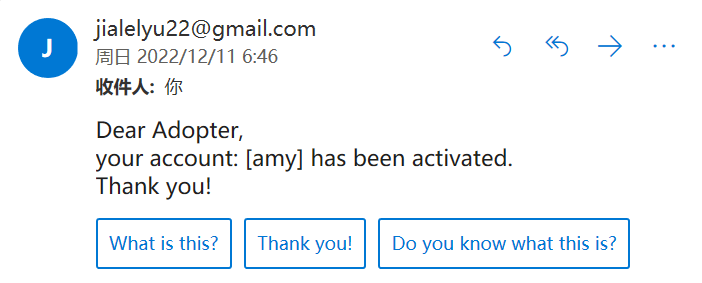 J
jialelyu22@gmail.com
周日 2022/12/11 6:46
收件人: 你
Dear Adopter,
your account: [amy] has been activated.
Thank you!
What is this?
Thank you!
Do you know what this is?